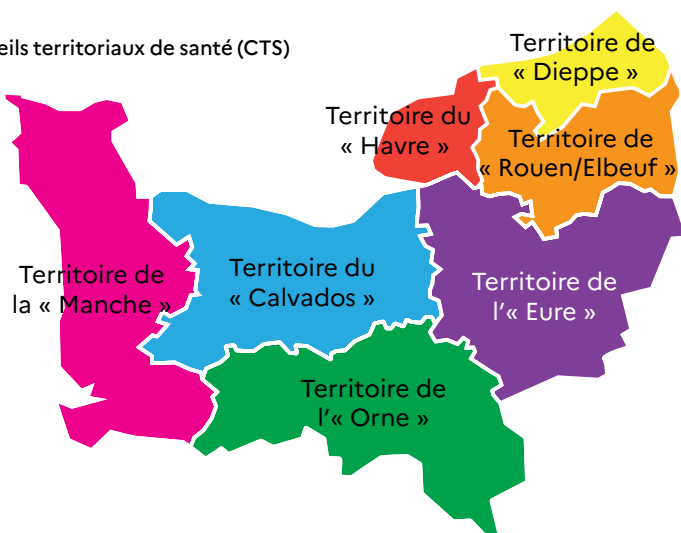 territoriaux de santé (CTS)
Territoire de
« Dieppe »
Territoire du
« Havre »
Territoire de
« Rouen/Elbeuf »
Territoire de
la « Manche »
Territoire du
« Calvados »
Territoire de
l’« Eure »
Territoire de
l’« Orne »